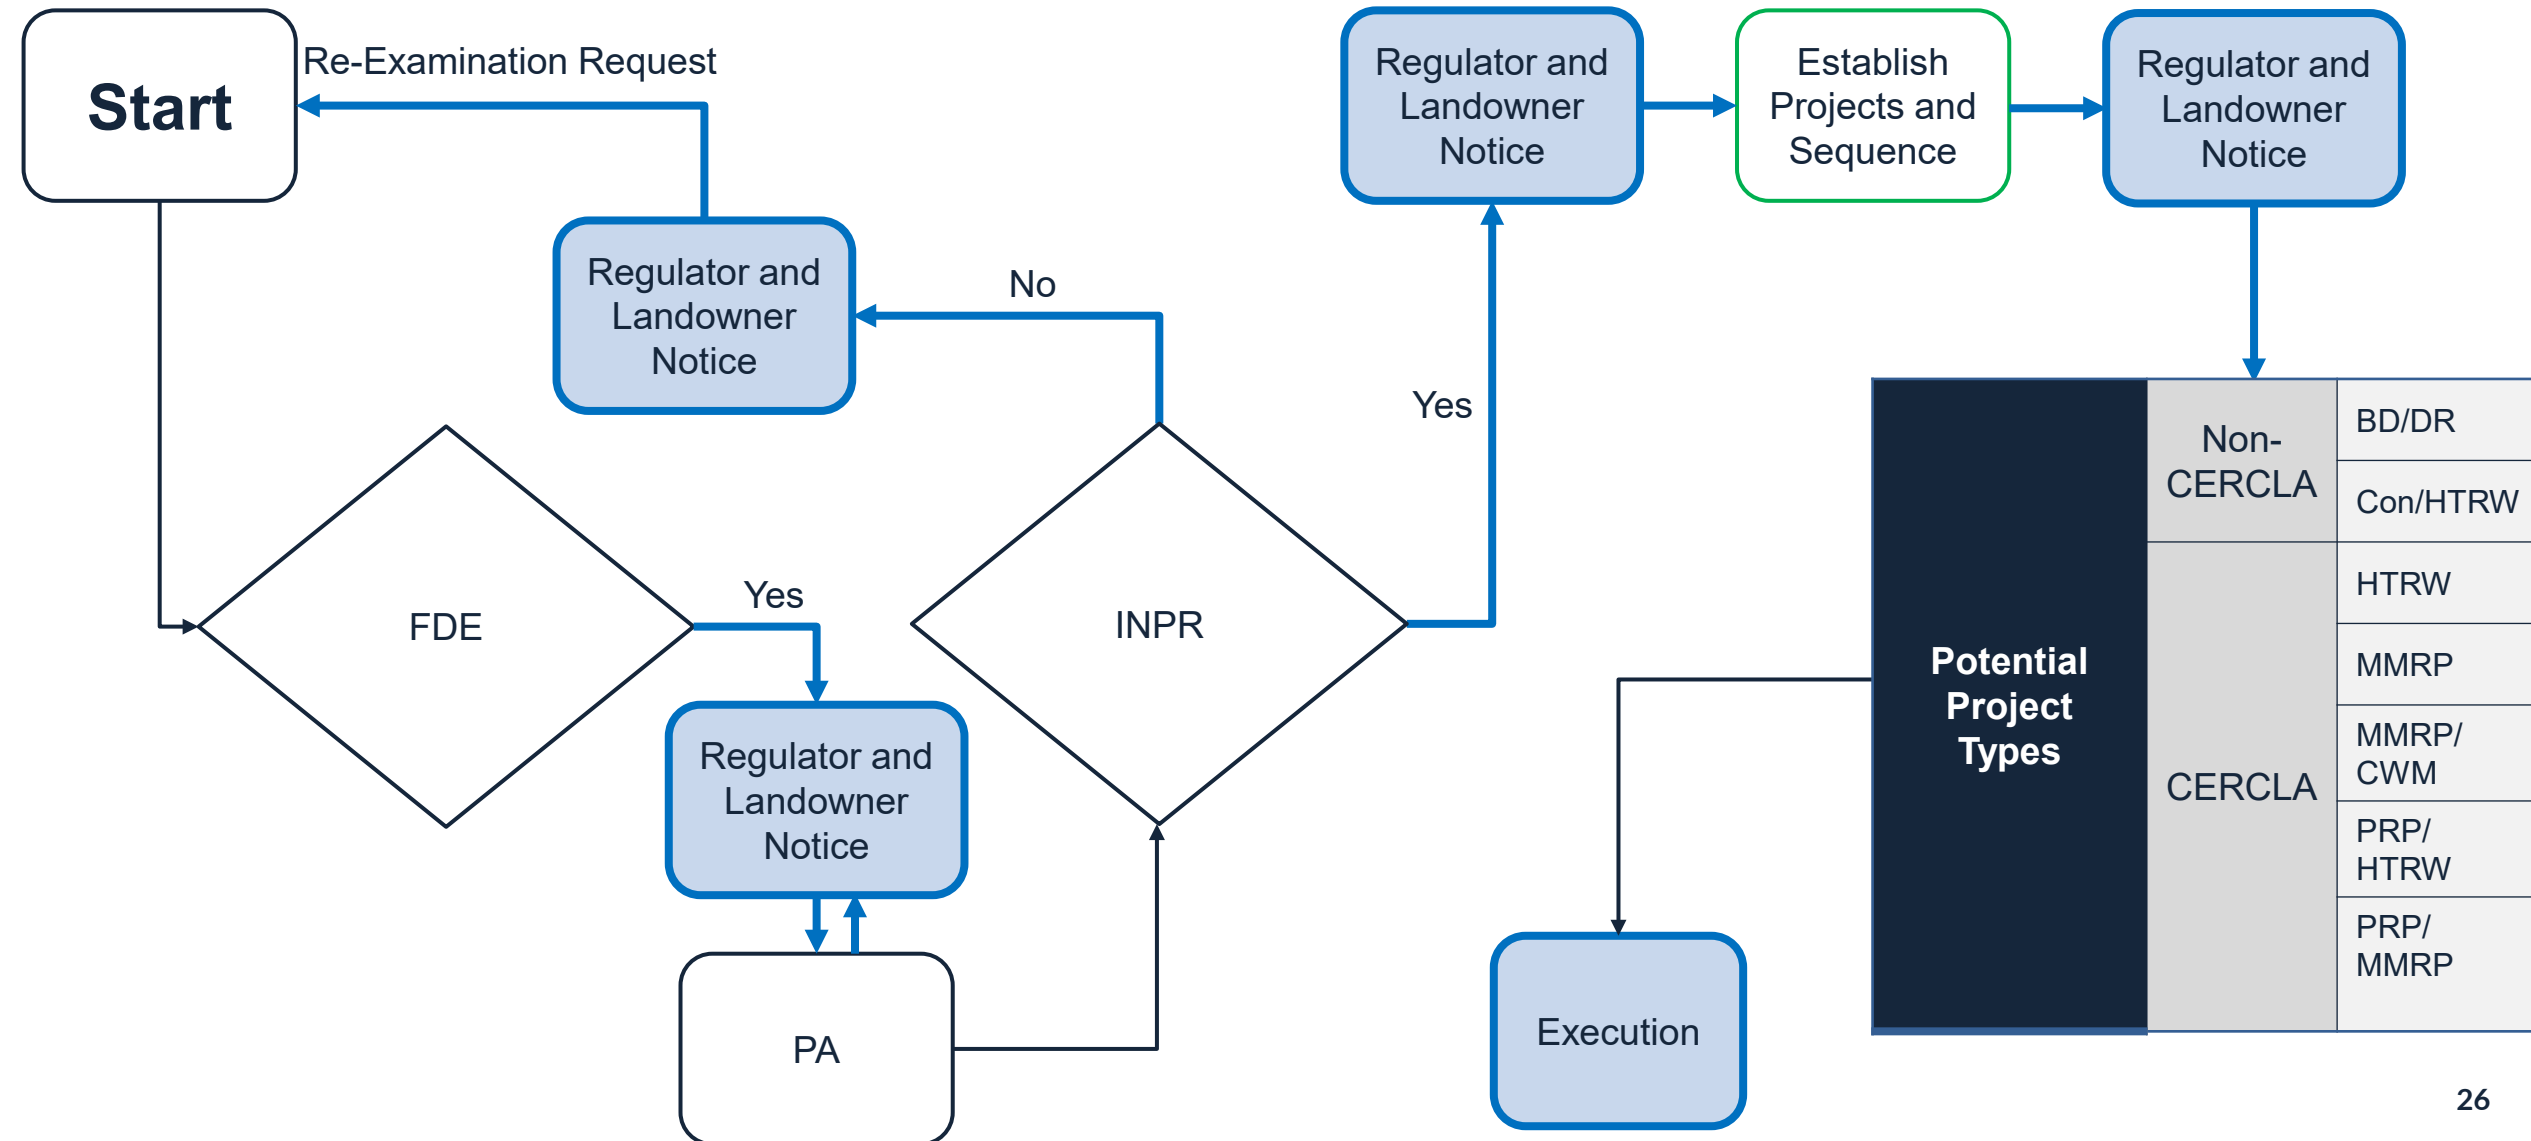 Start
Re-Examination Request
Regulator and
Landowner
Notice
No
FDE
Yes
Regulator and
Landowner
Notice
PA
INPR
Yes
Regulator and
Landowner
Notice
Establish
Projects and
Sequence
Regulator and
Landowner
Notice
Potential
Project
Types
Non-
CERCLA
BD/DR
Con/HTRW
CERCLA
HTRW
MMRP
MMRP/
CWM
PRP/
HTRW
PRP/
MMRP
Execution
26